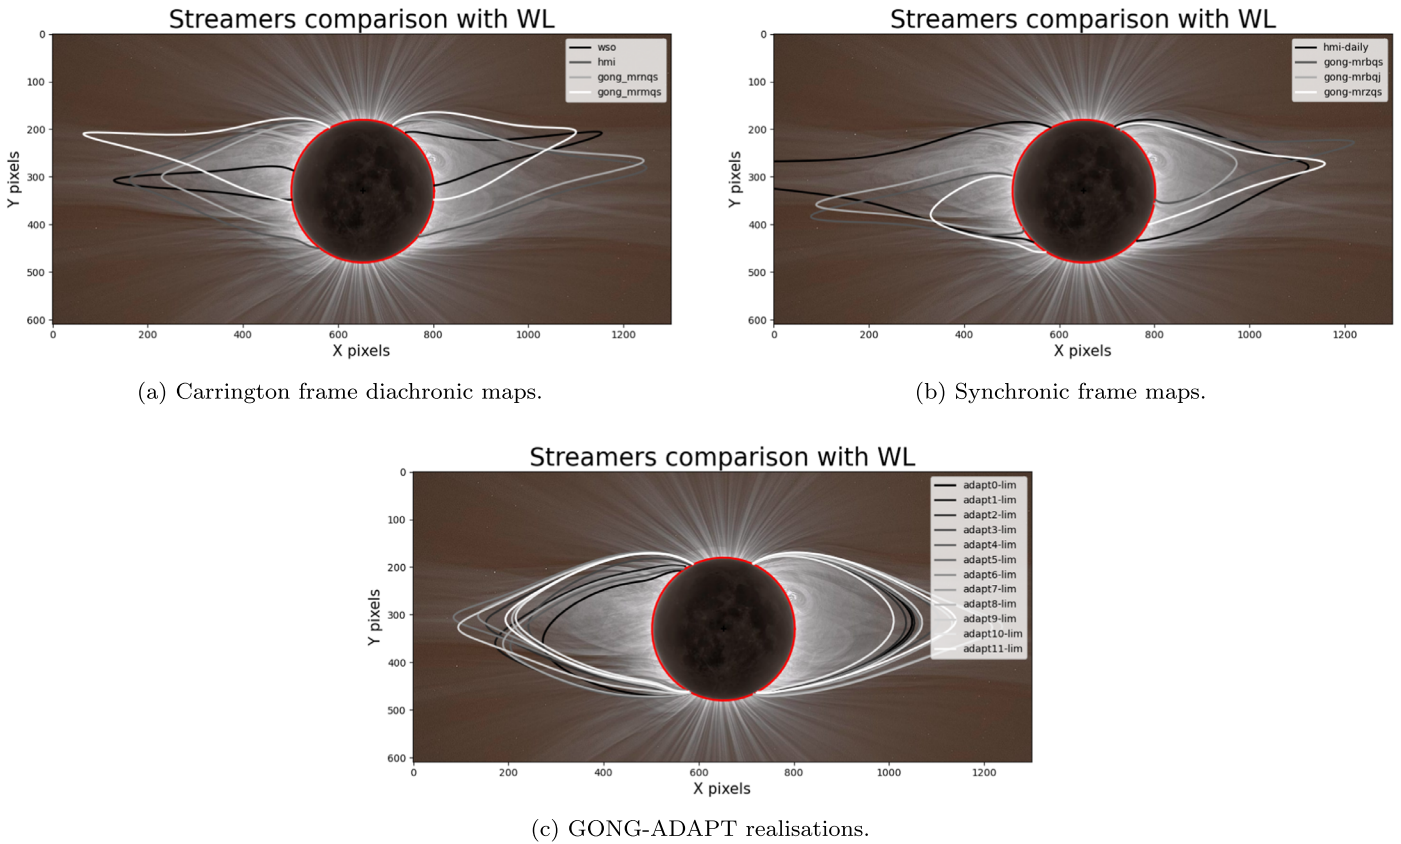 Streamers comparison with WL
0
100
200
300
400
500
600
Y pixels
0
200
400
600
800
1000
1200
X pixels
wso
hmi
gong_mrnqs
gong_mrmqs
(a) Carrington frame diachronic maps.
Streamers comparison with WL
0
100
200
300
400
500
600
Y pixels
0
200
400
600
800
1000
1200
X pixels
hmi-daily
gong-mrbqs
gong-mrbqj
gong-mrzqs
(b) Synchronic frame maps.
Streamers comparison with WL
0
100
200
300
400
500
600
Y pixels
0
200
400
600
800
1000
1200
X pixels
adapt0-lim
adapt1-lim
adapt2-lim
adapt3-lim
adapt4-lim
adapt5-lim
adapt6-lim
adapt7-lim
adapt8-lim
adapt9-lim
adapt10-lim
adapt11-lim
(c) GONG-ADAPT realisations.